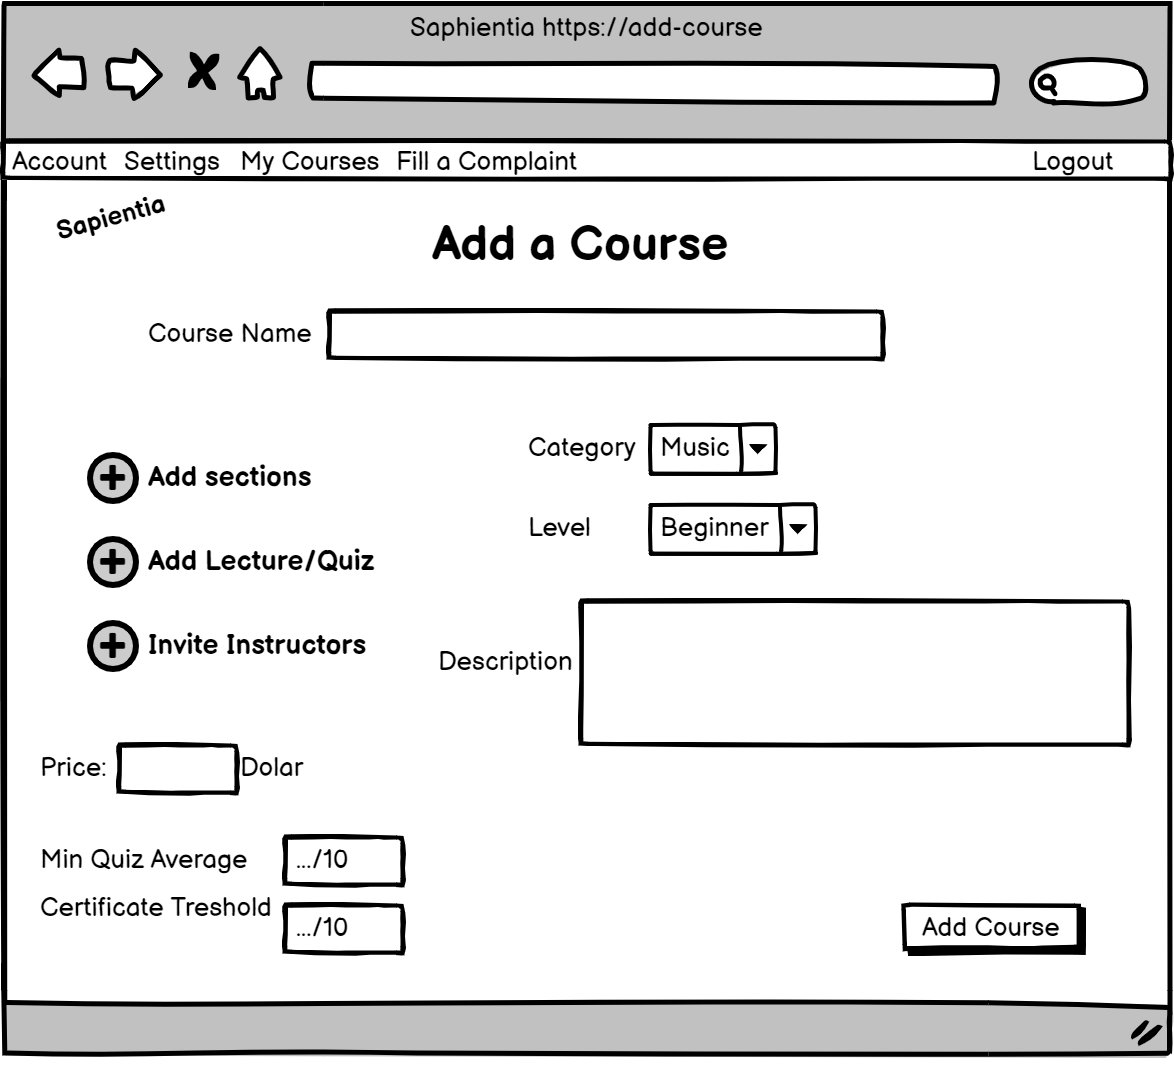 Saphientia https://add-course
Account Settings My Courses Fill a Complaint Logout
Sapientia
Add a Course
Course Name
Category Music
Add sections
Level Beginner
Add Lecture/Quiz
Invite Instructors
Description
Price: Dolar
Min Quiz Average .../10
Certificate Treshold .../10
Add Course